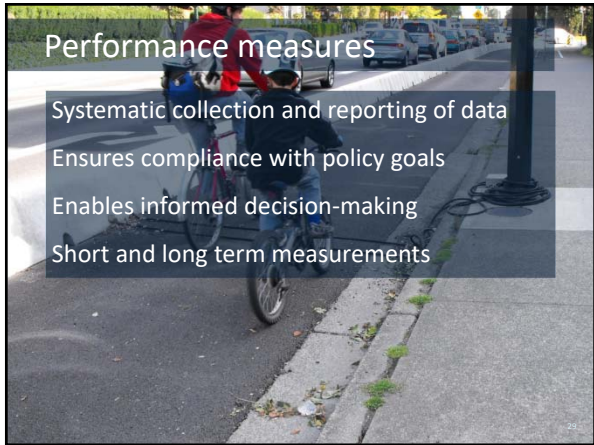 Performance measures
Systematic collection and reporting of data
Ensures compliance with policy goals
Enables informed decision-making
Short and long term measurements
29